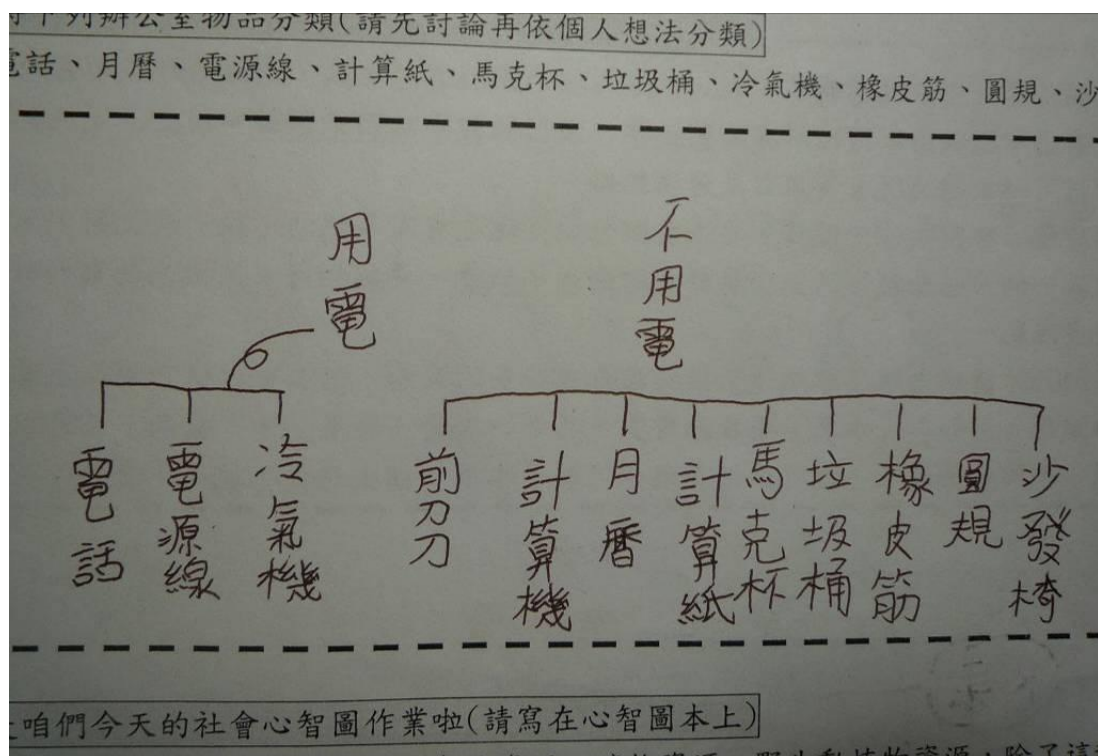 下列辦公室物品分類(請先討論再依個人想法分類)
電話、月曆、電源線、計算紙、馬克杯、垃圾桶、冷氣機、橡皮筋、圓規、沙
用電
不用電
電話
電源線
冷氣機
前刀刀
計算機
月曆
計算紙
馬克杯
垃圾桶
橡皮筋
圓規
沙發椅
咱們今天的社會心智圖作業啦(請寫在心智圖本上)